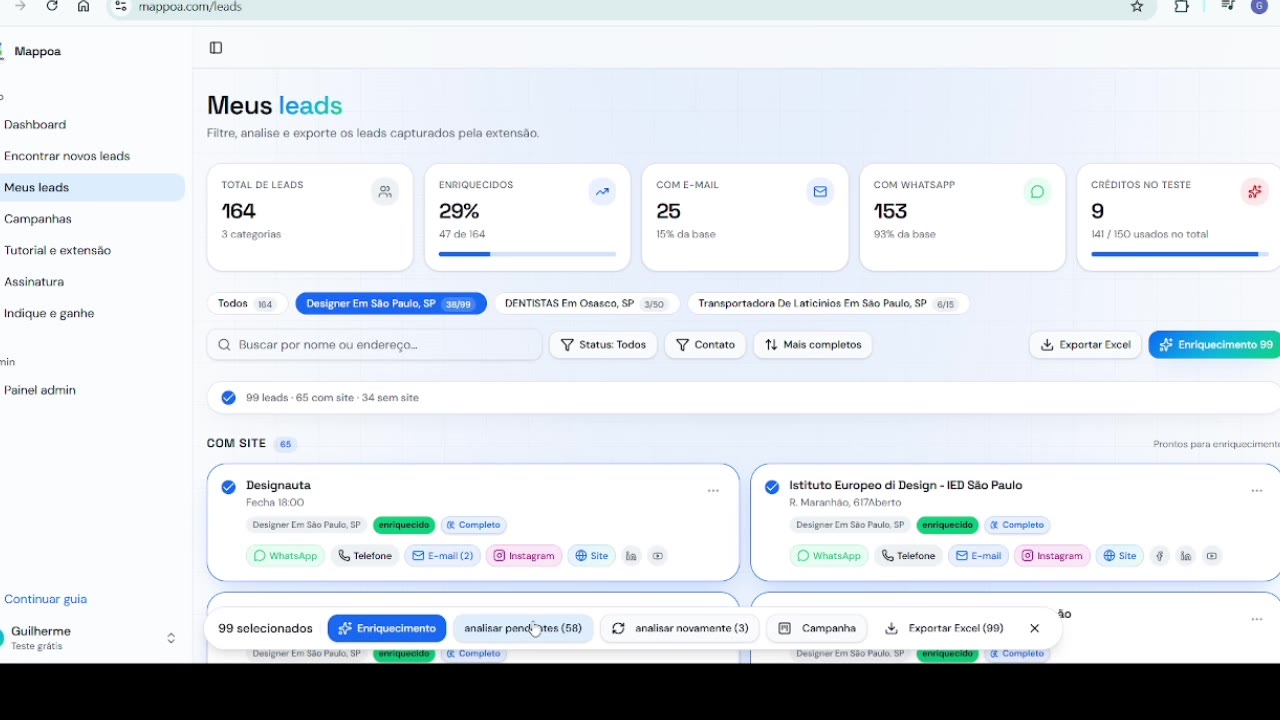 mappoa.com/leads
G
Mappoa
Dashboard
Encontrar novos leads
Meus leads
Campanhas
Tutorial e extensão
Assinatura
Indique e ganhe
Painel admin
Continuar guia
Guilherme
Teste grátis
Meus leads
Filtre, analise e exporte os leads capturados pela extensão.
TOTAL DE LEADS
164
3 categorias
ENRIQUECIDOS
29%
47 de 164
COM E-MAIL
25
15% da base
COM WHATSAPP
153
93% da base
CRÉDITOS NO TESTE
9
141 / 150 usados no total
Todos 164
Designer Em São Paulo, SP 38/99
DENTISTAS Em Osasco, SP 3/50
Transportadora De Laticínios Em São Paulo, SP 6/15
Buscar por nome ou endereço...
Status: Todos
Contato
Mais completos
Exportar Excel
Enriquecimento 99
99 leads · 65 com site · 34 sem site
COM SITE 65
Prontos para enriquecimento
Designauta
Fecha 18:00
Designer Em São Paulo, SP enriquecido Completo
WhatsApp Telefone E-mail (2) Instagram Site
Istituto Europeo di Design - IED São Paulo
R. Maranhão, 617Aberto
Designer Em São Paulo, SP enriquecido Completo
WhatsApp Telefone E-mail Instagram Site
99 selecionados
Enriquecimento
analisar pendentes (58)
analisar novamente (3)
Campanha
Exportar Excel (99)
Designer Em São Paulo, SP enriquecido Completo
Designer Em São Paulo, SP enriquecido Completo